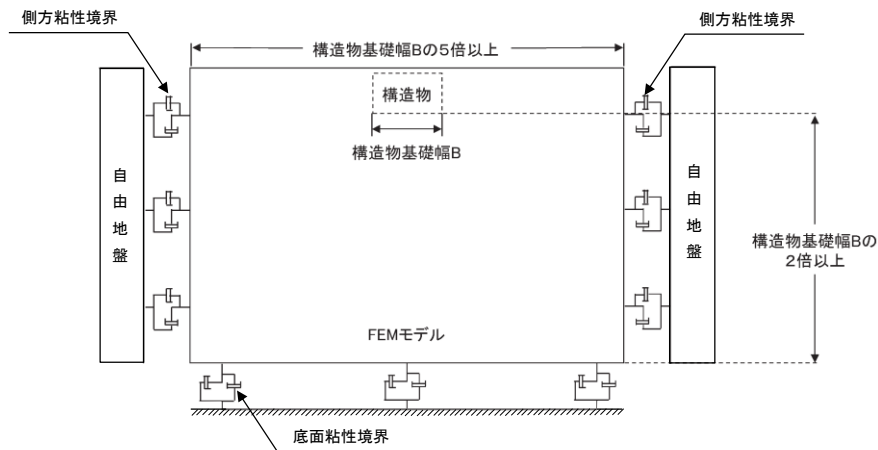 側方粘性境界
側方粘性境界
構造物基礎幅Bの5倍以上
構造物
構造物基礎幅B
自由地盤
自由地盤
構造物基礎幅Bの
2倍以上
FEMモデル
底面粘性境界